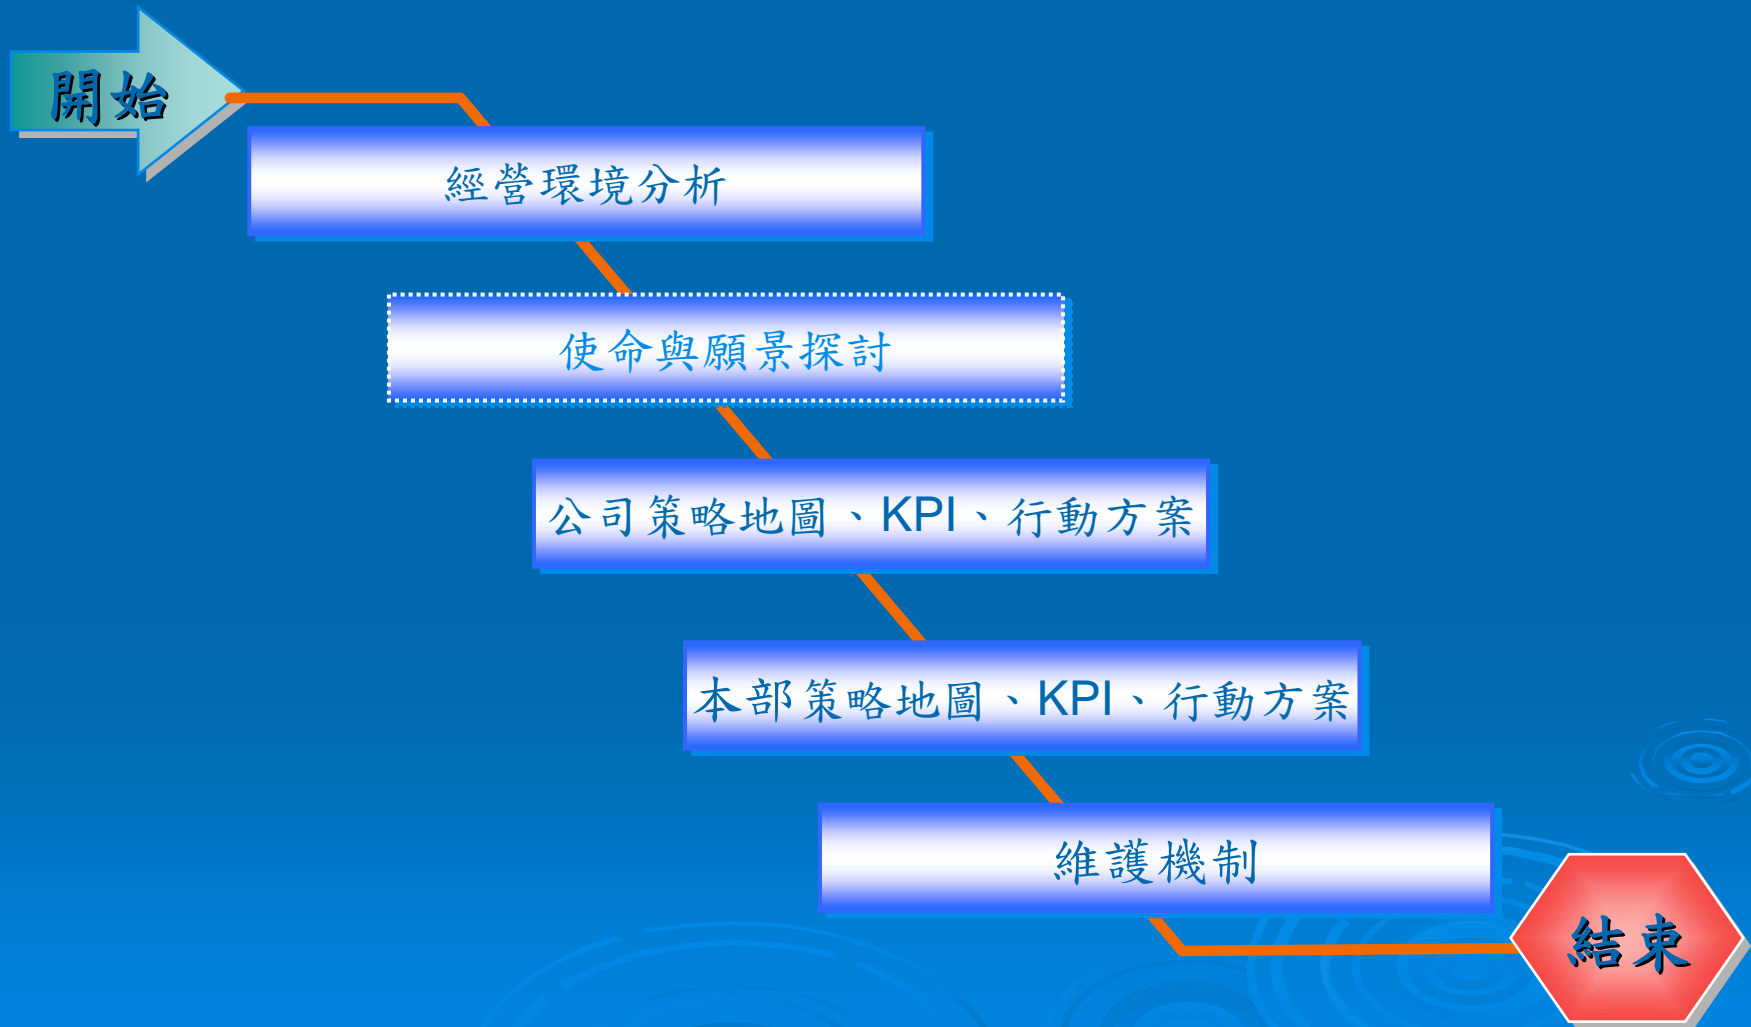 開始
經營環境分析
使命與願景探討
公司策略地圖、KPI、行動方案
本部策略地圖、KPI、行動方案
維護機制
結束